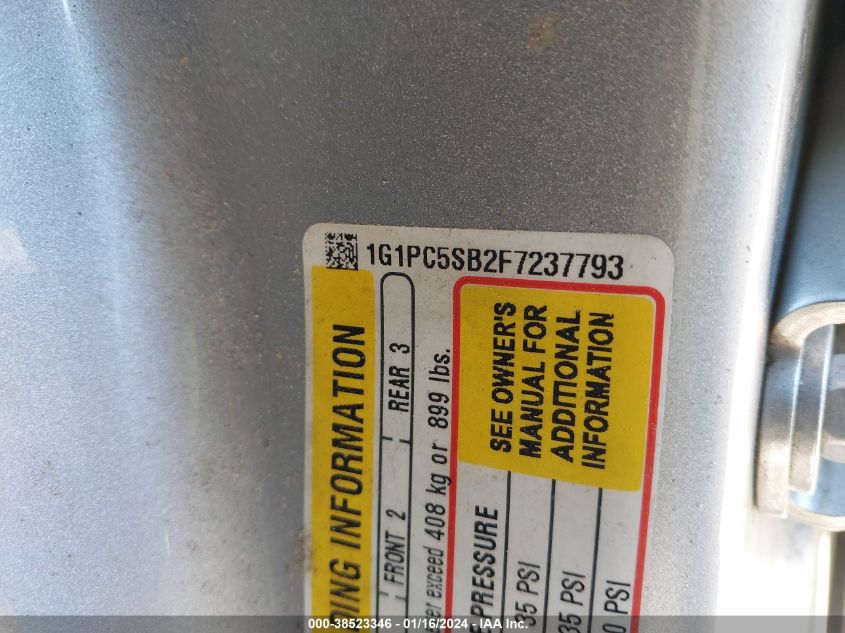 1G1PC5SB2F7237793
INFORMATION
FRONT 2 REAR 3
exceed 408 kg or 899 lbs.
PRESSURE
SEE OWNER'S
MANUAL FOR
ADDITIONAL
INFORMATION
35 PSI
35 PSI
PSI
000-38523346 - 01/16/2024 - IAA Inc.